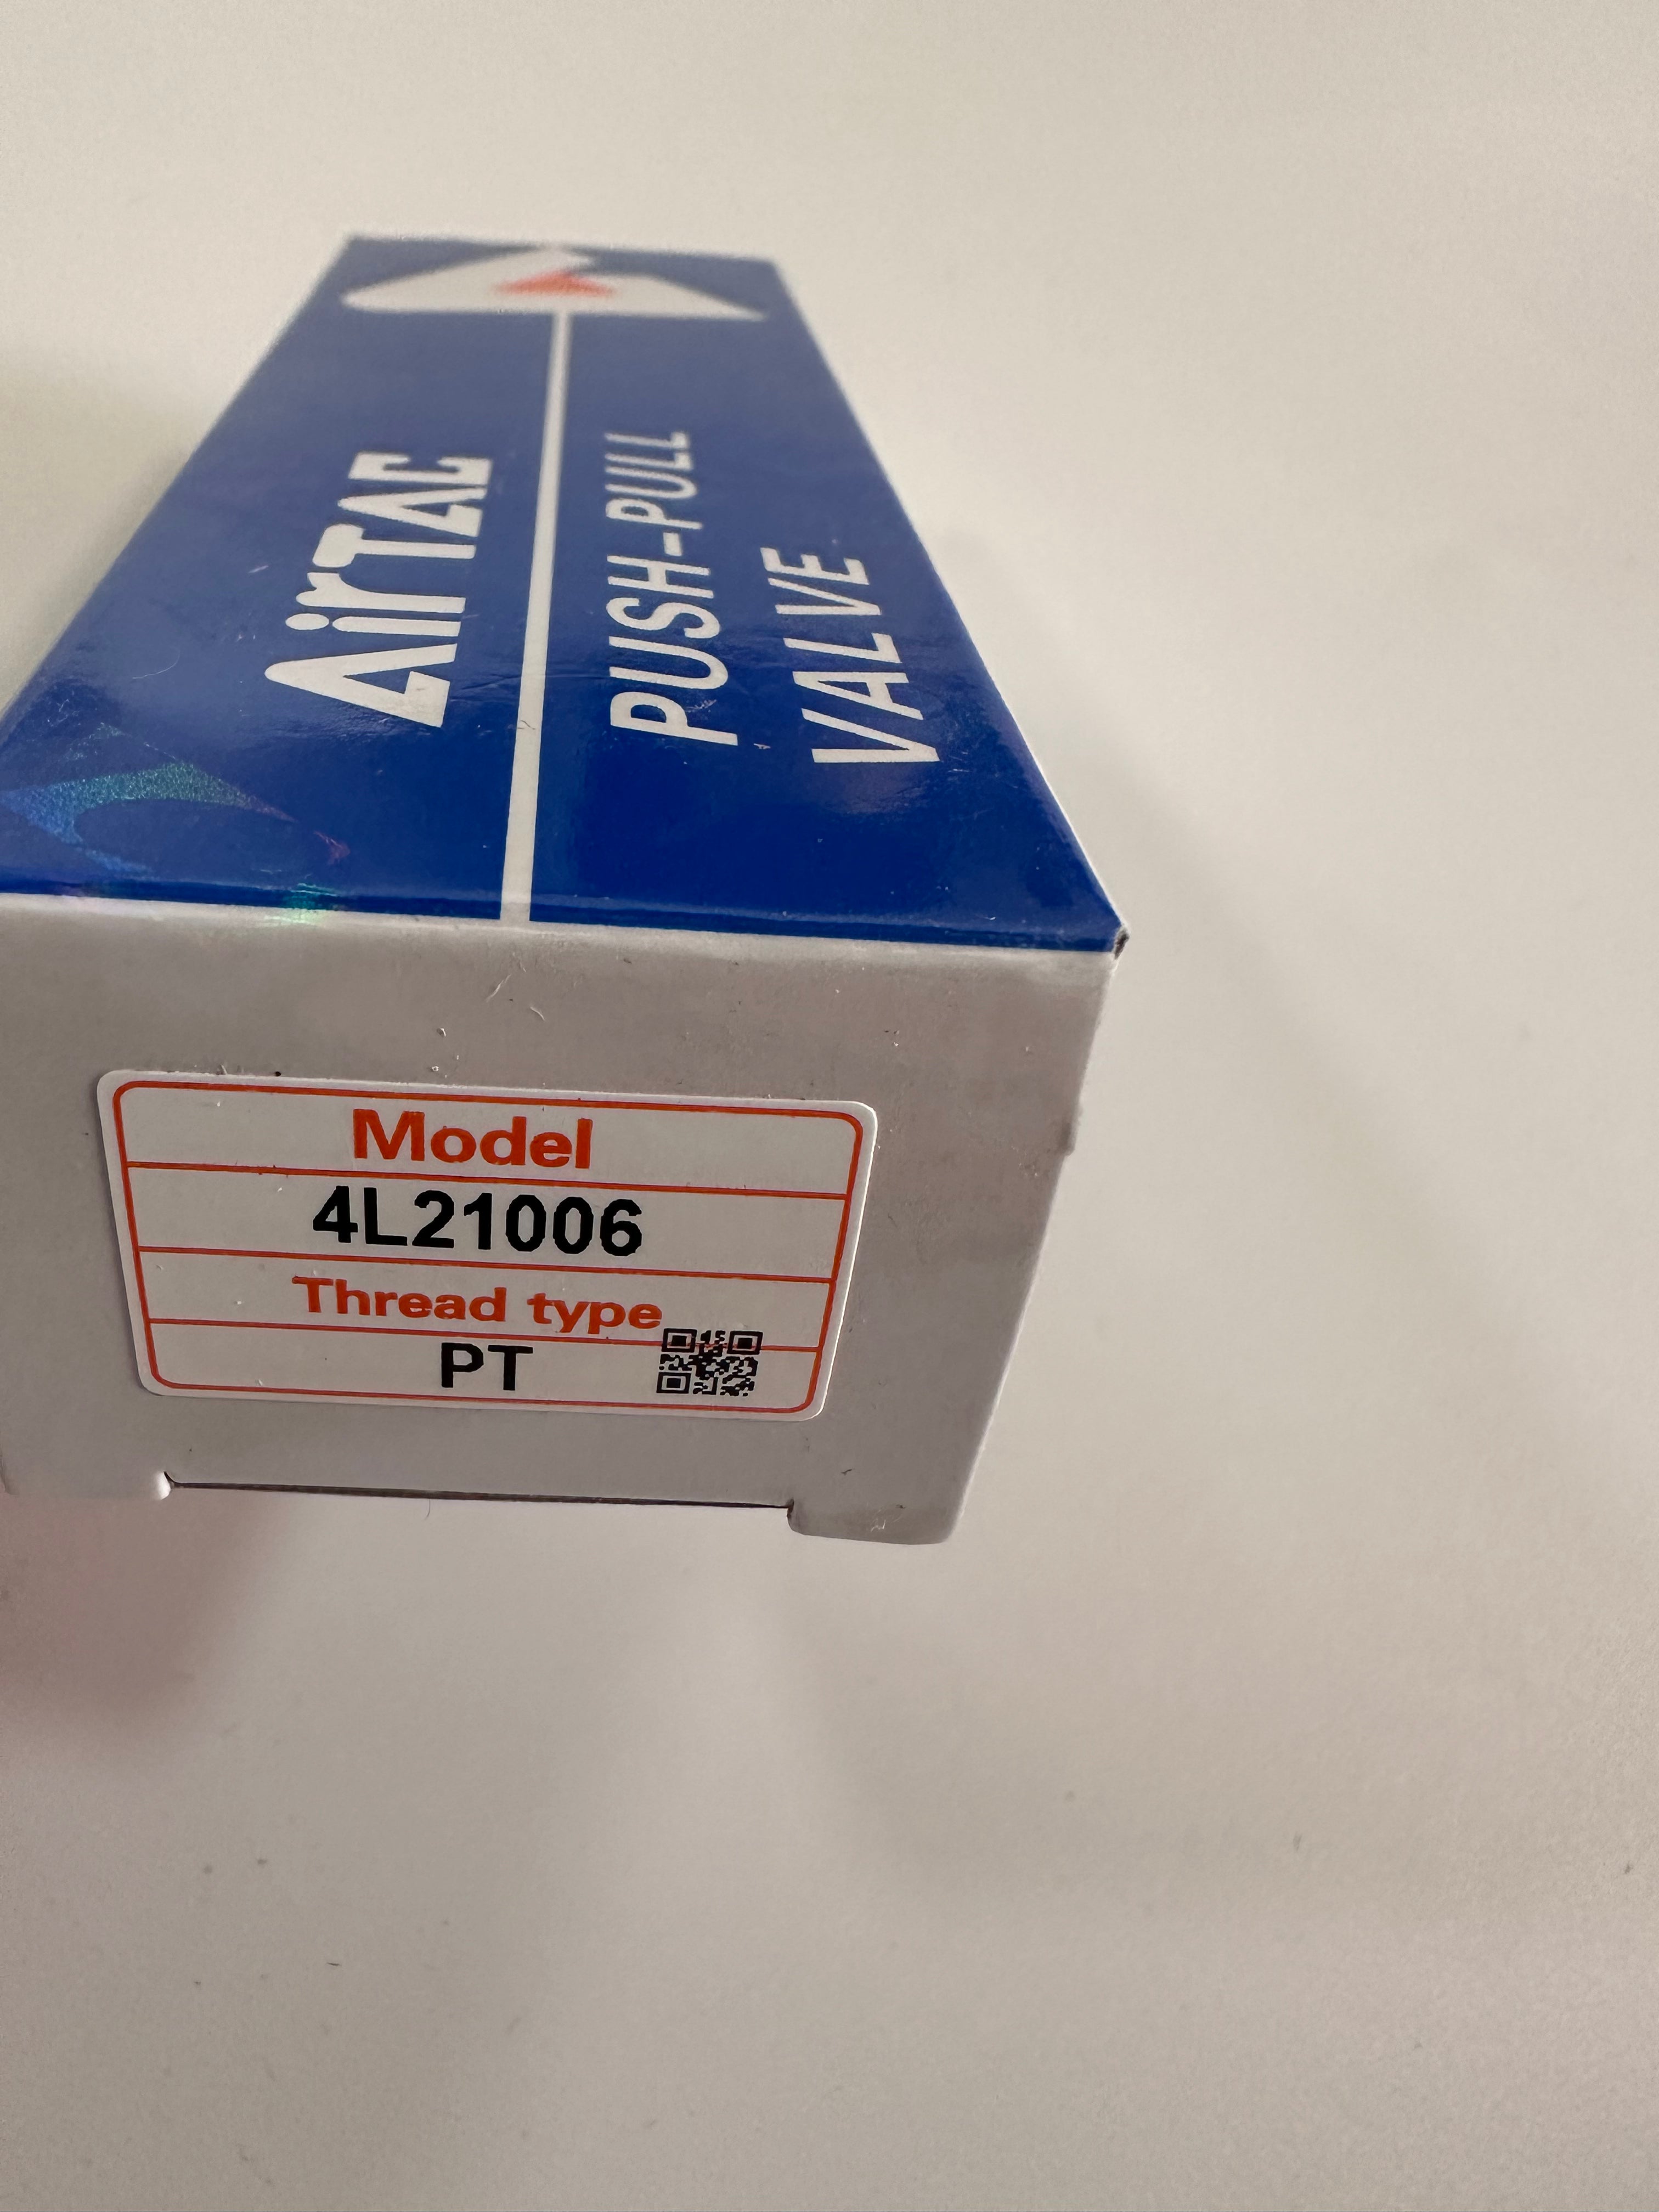 AirTAC
PUSH-PULL
VALVE
Model
4L21006
Thread type
PT